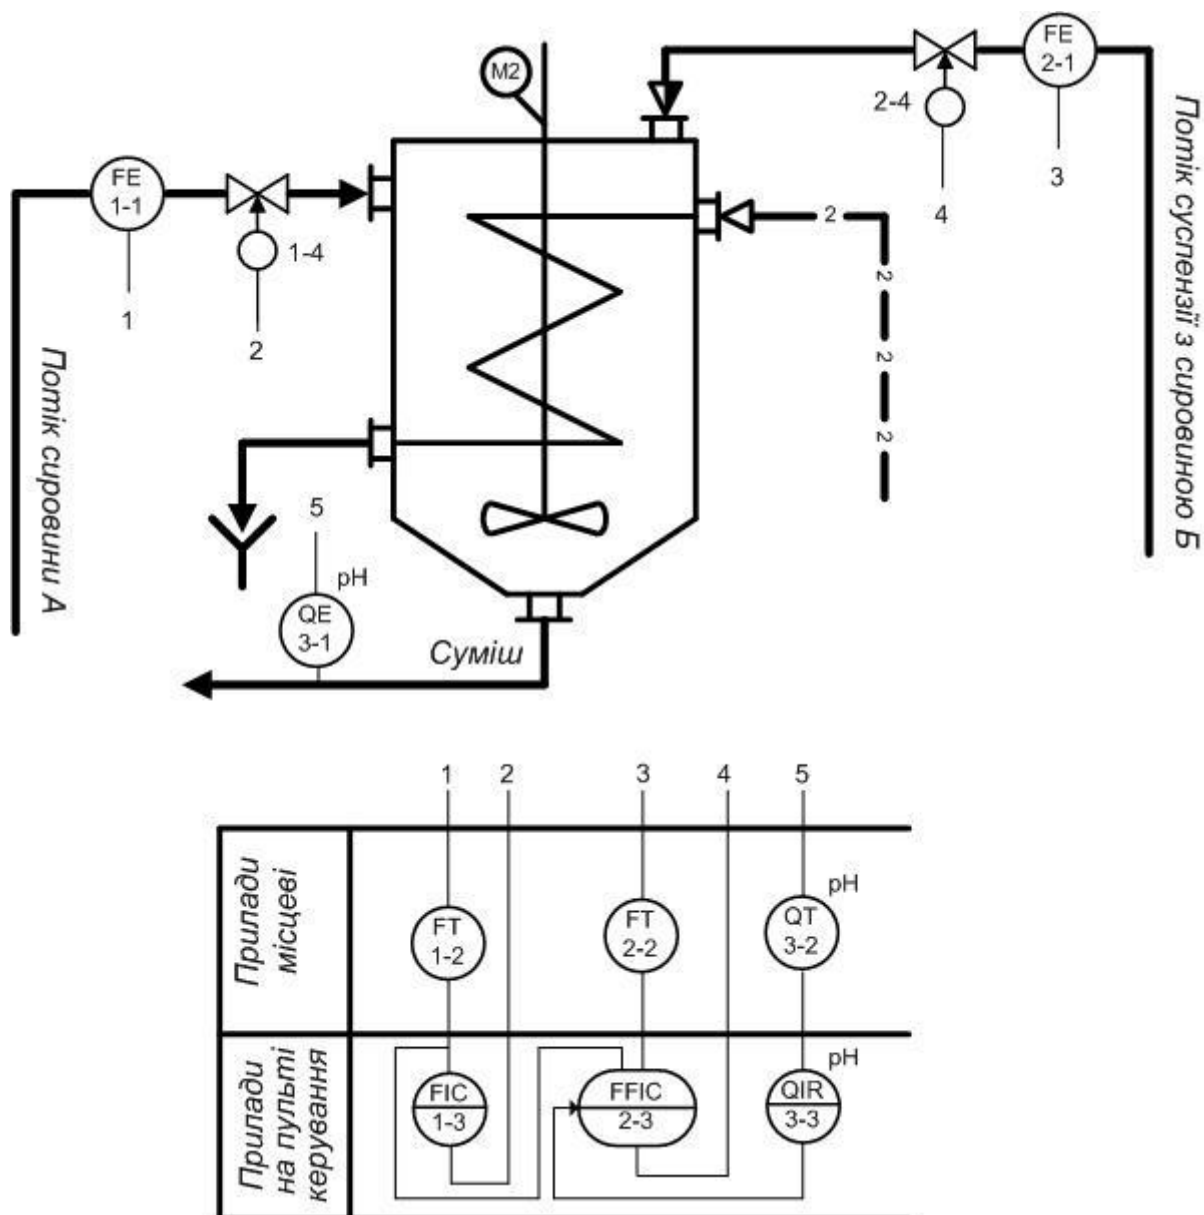 M2
FE
2-1
2-4
3
4
FE
1-1
1-4
1
2
2
2
2
2
Потік сировини А
Потік суспензії з сировиною Б
5
pH
QE
3-1
Суміш
1
2
3
4
5
Прилади
місцеві
FT
1-2
FT
2-2
pH
QT
3-2
Прилади
на пульті
керування
FIC
1-3
FFIC
2-3
pH
QIR
3-3